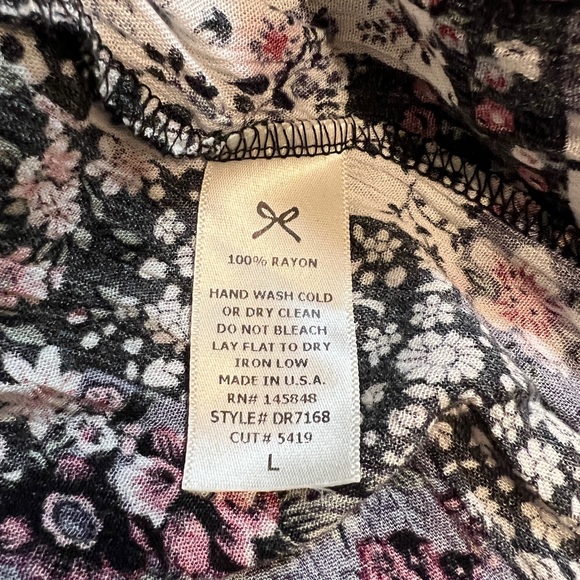 100% RAYON
HAND WASH COLD
OR DRY CLEAN
DO NOT BLEACH
LAY FLAT TO DRY
IRON LOW
MADE IN U.S.A.
RN# 145848
STYLE# DR7168
CUT# 5419
L